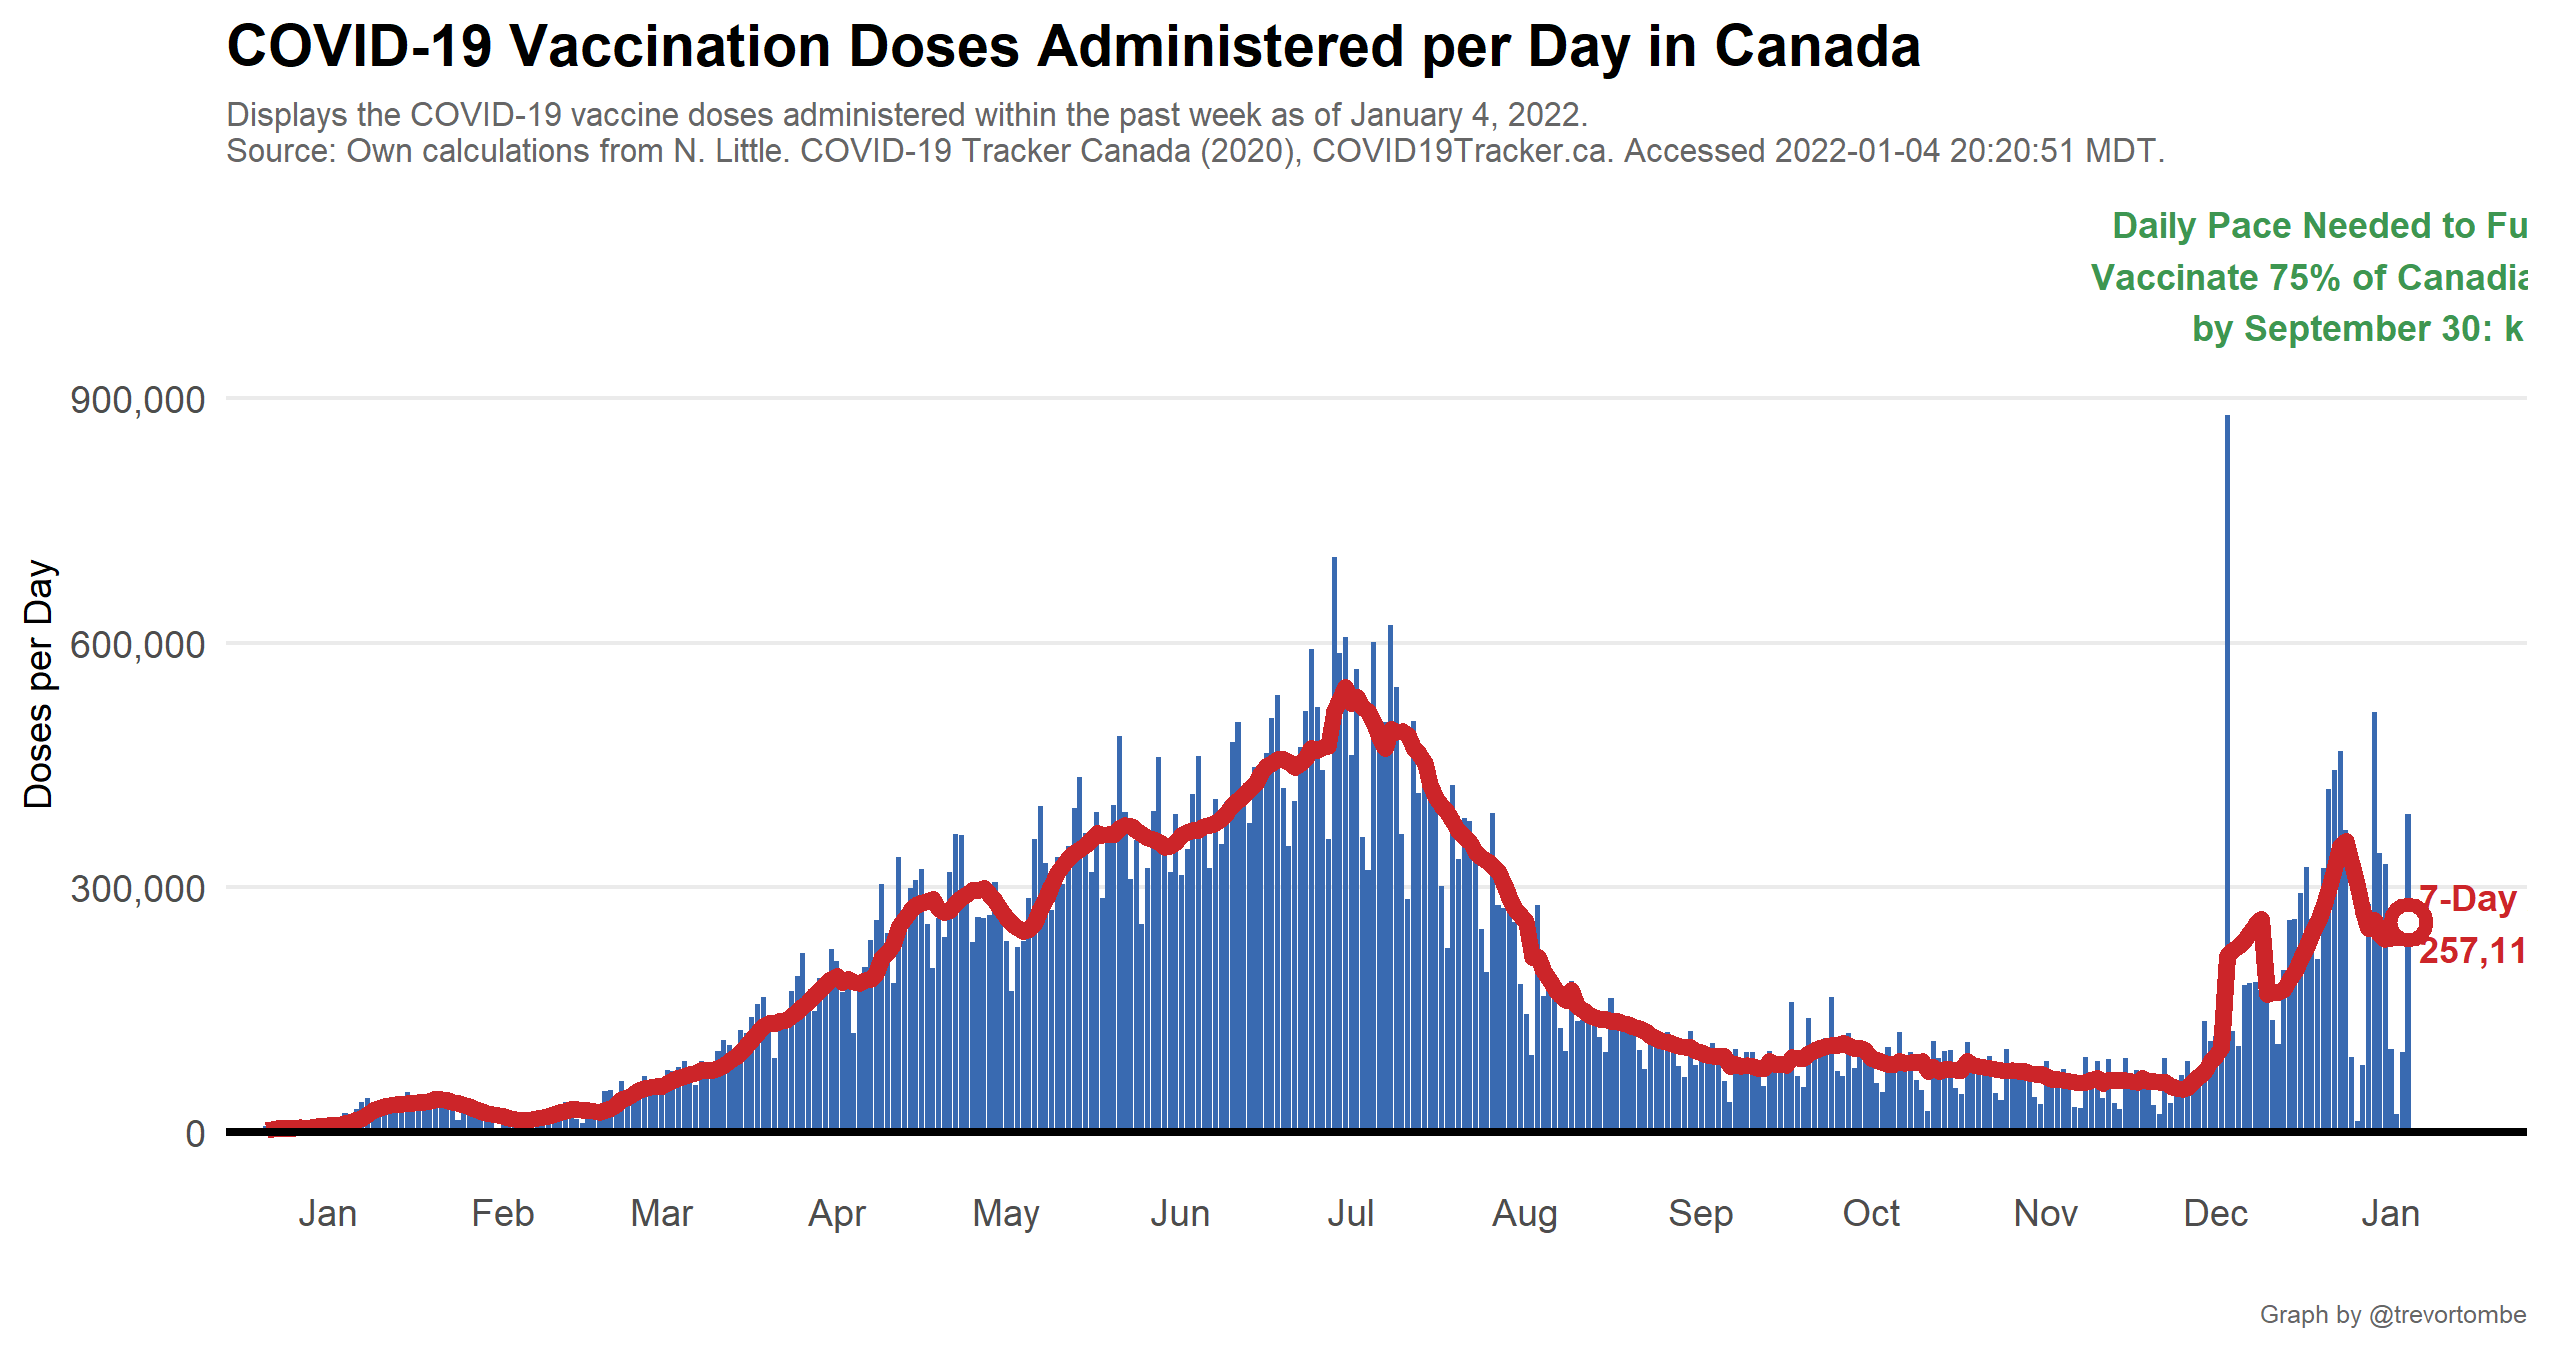 COVID-19 Vaccination Doses Administered per Day in Canada
Displays the COVID-19 vaccine doses administered within the past week as of January 4, 2022.
Source: Own calculations from N. Little. COVID-19 Tracker Canada (2020), COVID19Tracker.ca. Accessed 2022-01-04 20:20:51 MDT.
Daily Pace Needed to Fu
Vaccinate 75% of Canadia
by September 30: k
900,000
600,000
300,000
0
Doses per Day
7-Day
257,11
Jan Feb Mar Apr May Jun Jul Aug Sep Oct Nov Dec Jan
Graph by @trevortombe